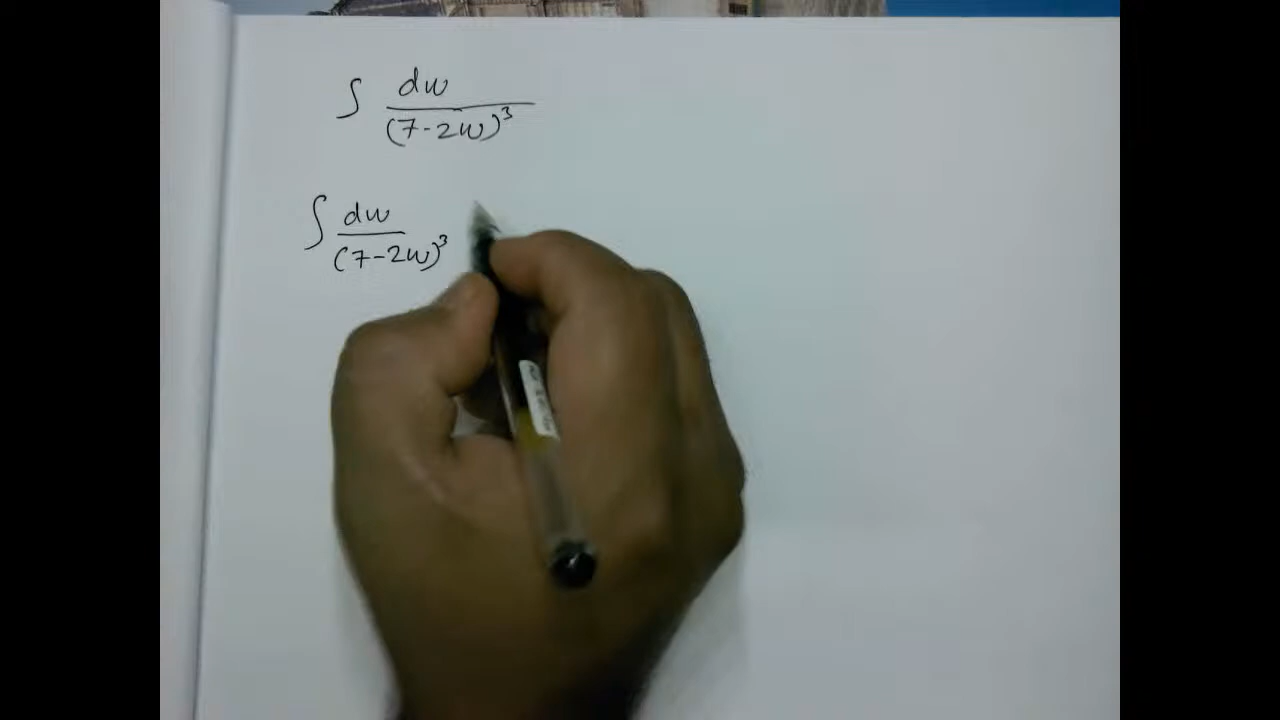 ∫ dw / (7-2w)³
∫ dw / (7-2w)³